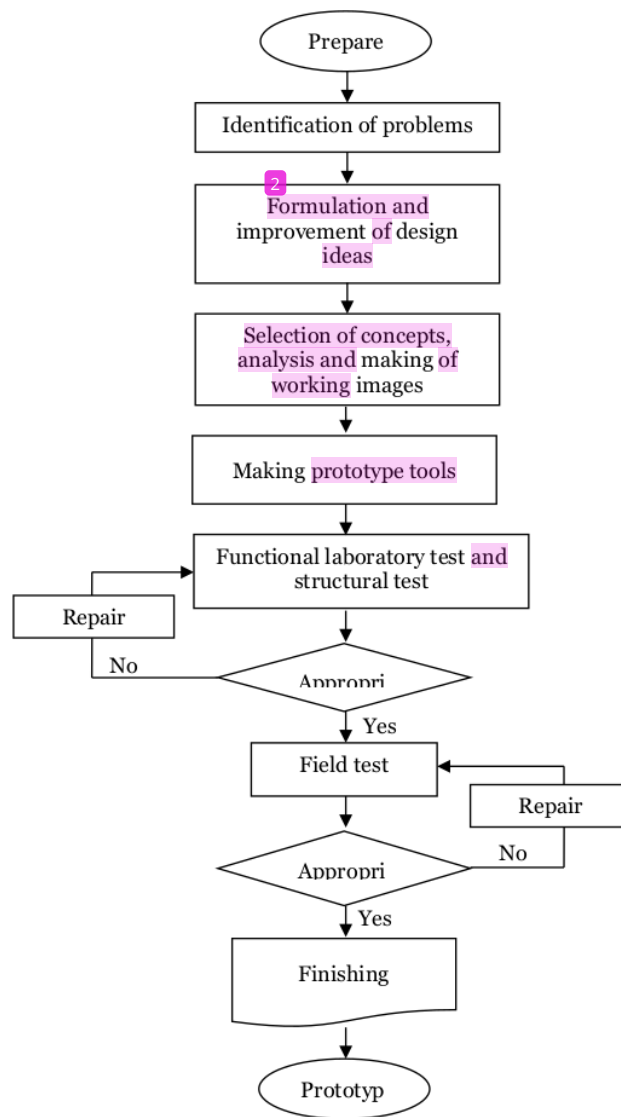 Prepare
Identification of problems
2
Formulation and
improvement of design
ideas
Selection of concepts,
analysis and making of
working images
Making prototype tools
Functional laboratory test and
structural test
Repair
No
Appropri
Yes
Field test
Repair
Appropri
No
Yes
Finishing
Prototyp